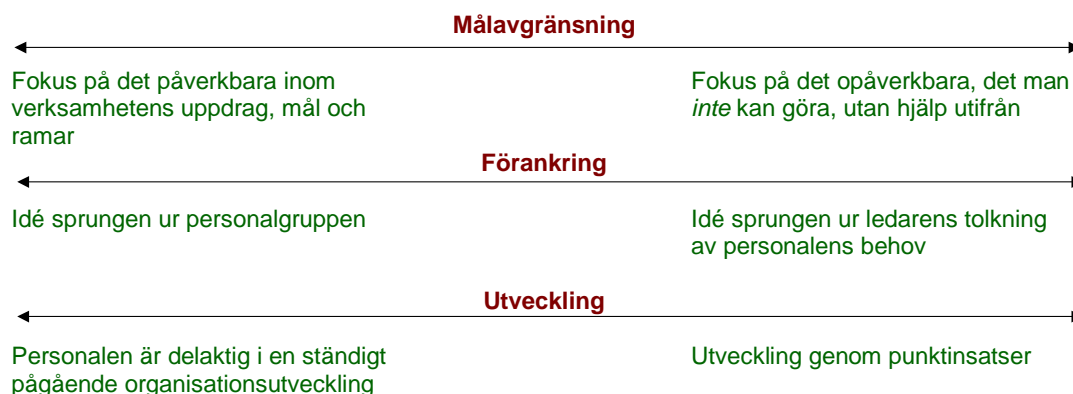 Målavgränsning
Fokus på det påverkbara inom
verksamhetens uppdrag, mål och
ramar
Fokus på det opåverkbara, det man
inte kan göra, utan hjälp utifrån
Förankring
Idé sprungen ur personalgruppen
Idé sprungen ur ledarens tolkning
av personalens behov
Utveckling
Personalen är delaktig i en ständigt
pågående organisationsutveckling
Utveckling genom punktinsatser